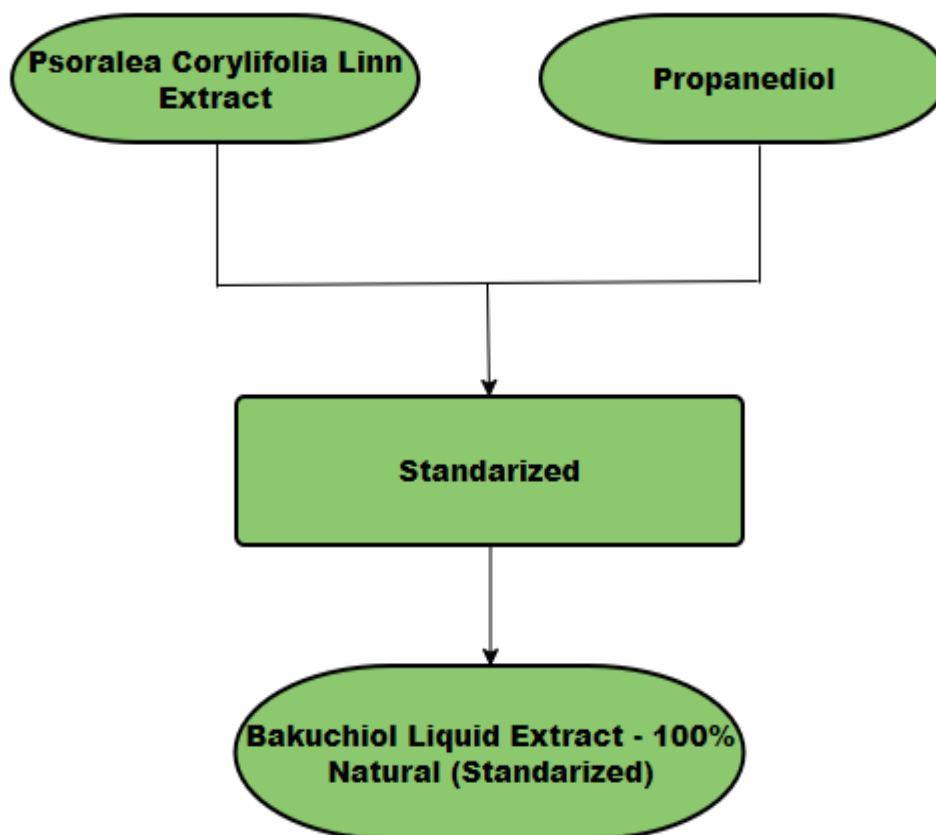 Psoralea Corylifolia Linn
Extract
Propanediol
Standarized
Bakuchiol Liquid Extract - 100%
Natural (Standarized)